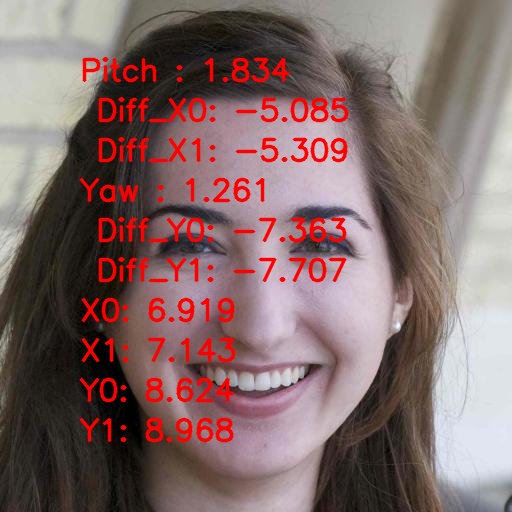 Pitch : 1.834
Diff_X0: -5.085
Diff_X1: -5.309
Yaw : 1.261
Diff_Y0: -7.363
Diff_Y1: -7.707
X0: 6.919
X1: 7.143
Y0: 8.624
Y1: 8.968